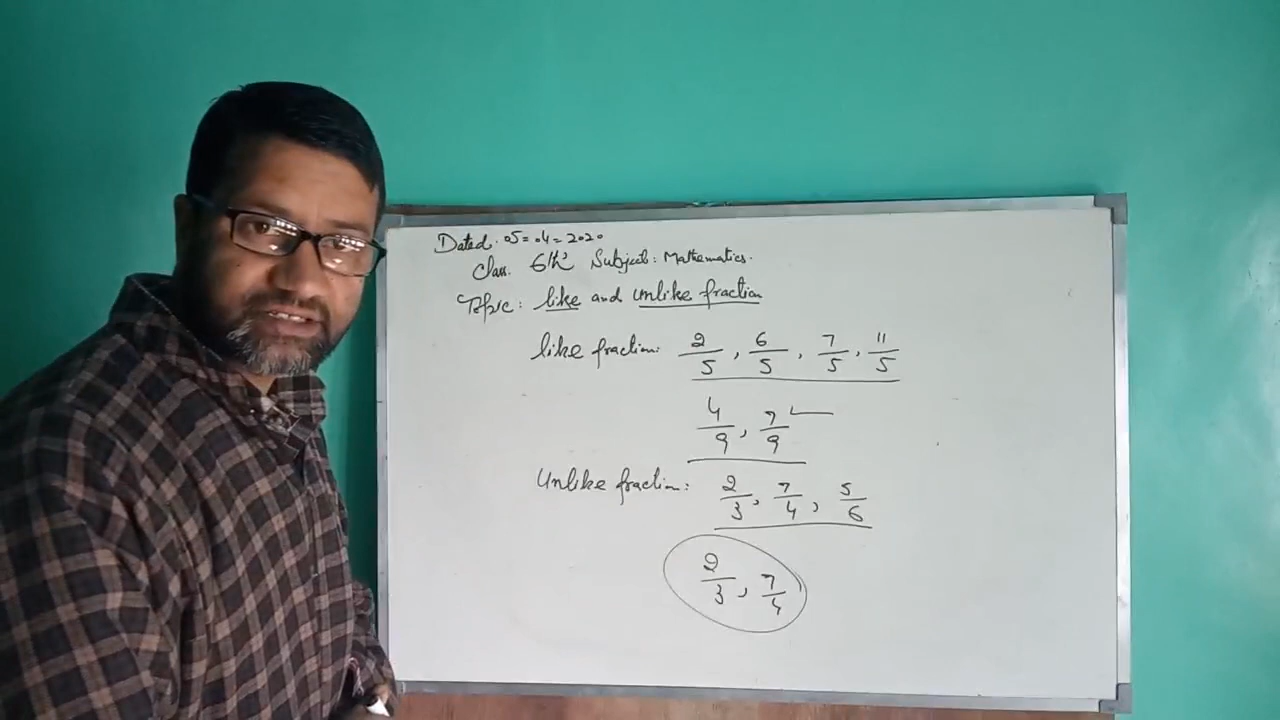 Dated. 05=.04=2020
Class. 6th Subject: Mathematics.
Topic: like and unlike fraction
like fraction: 2/5, 6/5, 7/5, 11/5
4/9, 7/9
Unlike fraction: 2/3, 7/4, 5/6
2/3, 7/4